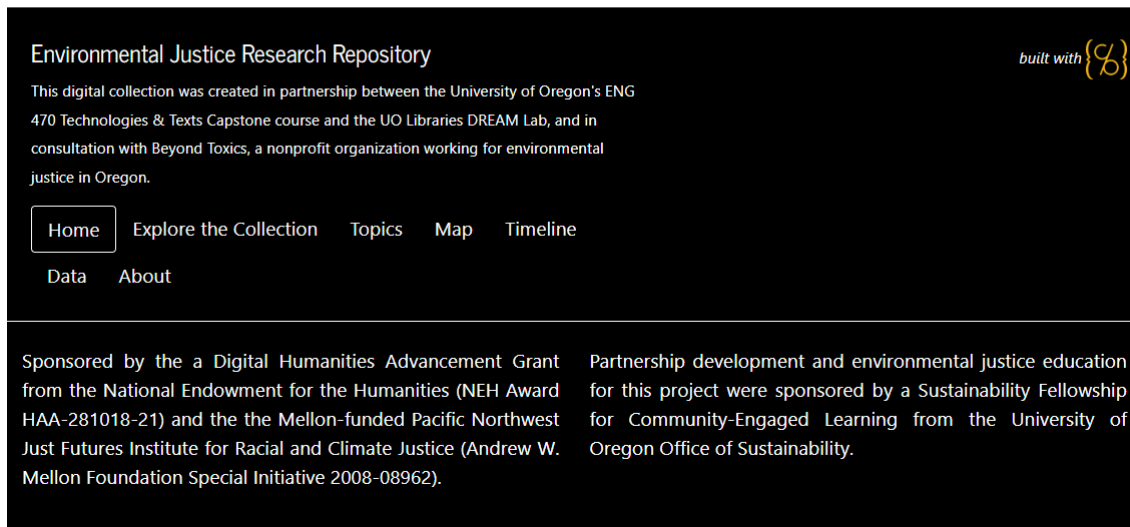 Environmental Justice Research Repository
built with {cb}
This digital collection was created in partnership between the University of Oregon's ENG
470 Technologies & Texts Capstone course and the UO Libraries DREAM Lab, and in
consultation with Beyond Toxics, a nonprofit organization working for environmental
justice in Oregon.
Home Explore the Collection Topics Map Timeline
Data About
Sponsored by the a Digital Humanities Advancement Grant
from the National Endowment for the Humanities (NEH Award
HAA-281018-21) and the the Mellon-funded Pacific Northwest
Just Futures Institute for Racial and Climate Justice (Andrew W.
Mellon Foundation Special Initiative 2008-08962).
Partnership development and environmental justice education
for this project were sponsored by a Sustainability Fellowship
for Community-Engaged Learning from the University of
Oregon Office of Sustainability.